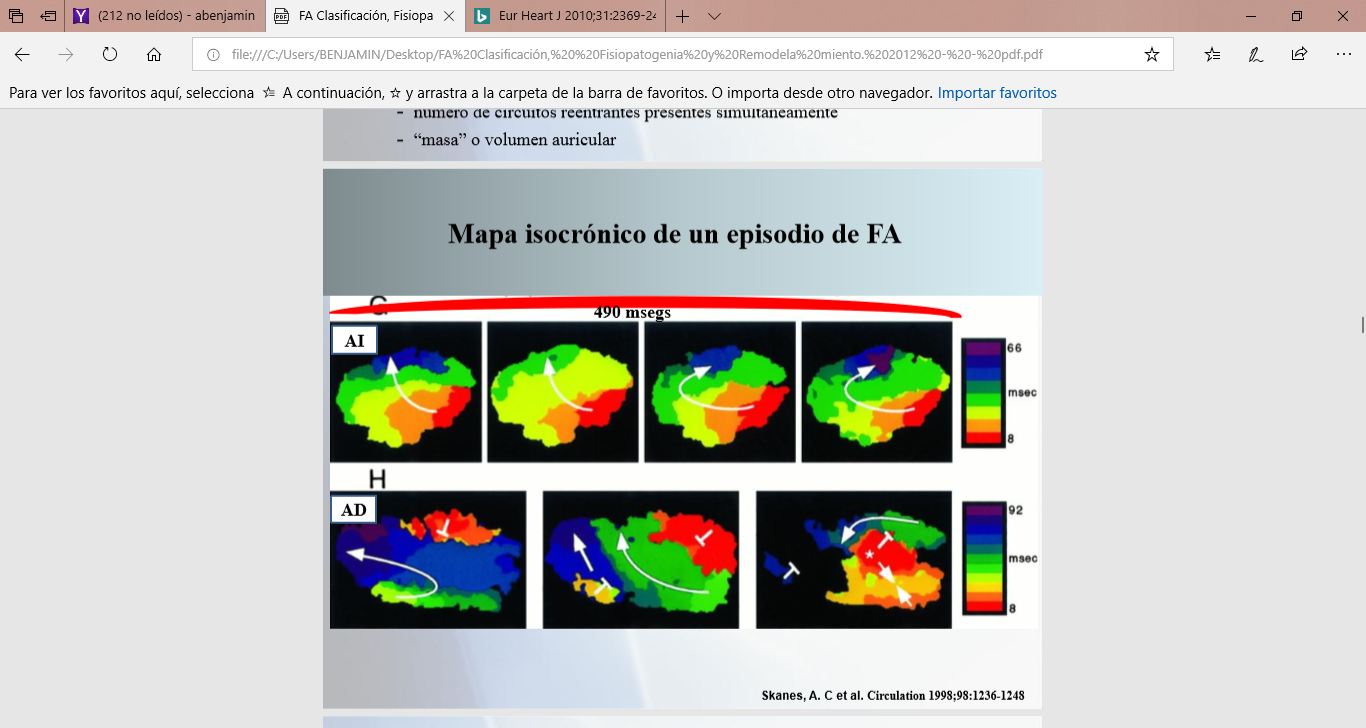 (212 no leídos) - abenjamin
FA Clasificación, Fisiopa
Eur Heart J 2010;31:2369-24
file:///C:/Users/BENJAMIN/Desktop/FA%20Clasificación,%20%20Fisiopatogenia%20y%20Remodela%20miento.%202012%20-%20-%20pdf.pdf
Para ver los favoritos aquí, selecciona A continuación, y arrastra a la carpeta de la barra de favoritos. O importa desde otro navegador. Importar favoritos
- número de circuitos reentrantes presentes simultáneamente
- “masa” o volumen auricular
Mapa isocrónico de un episodio de FA
G
490 msegs
AI
66
msec
8
H
AD
92
msec
8
Skanes, A. C et al. Circulation 1998;98:1236-1248